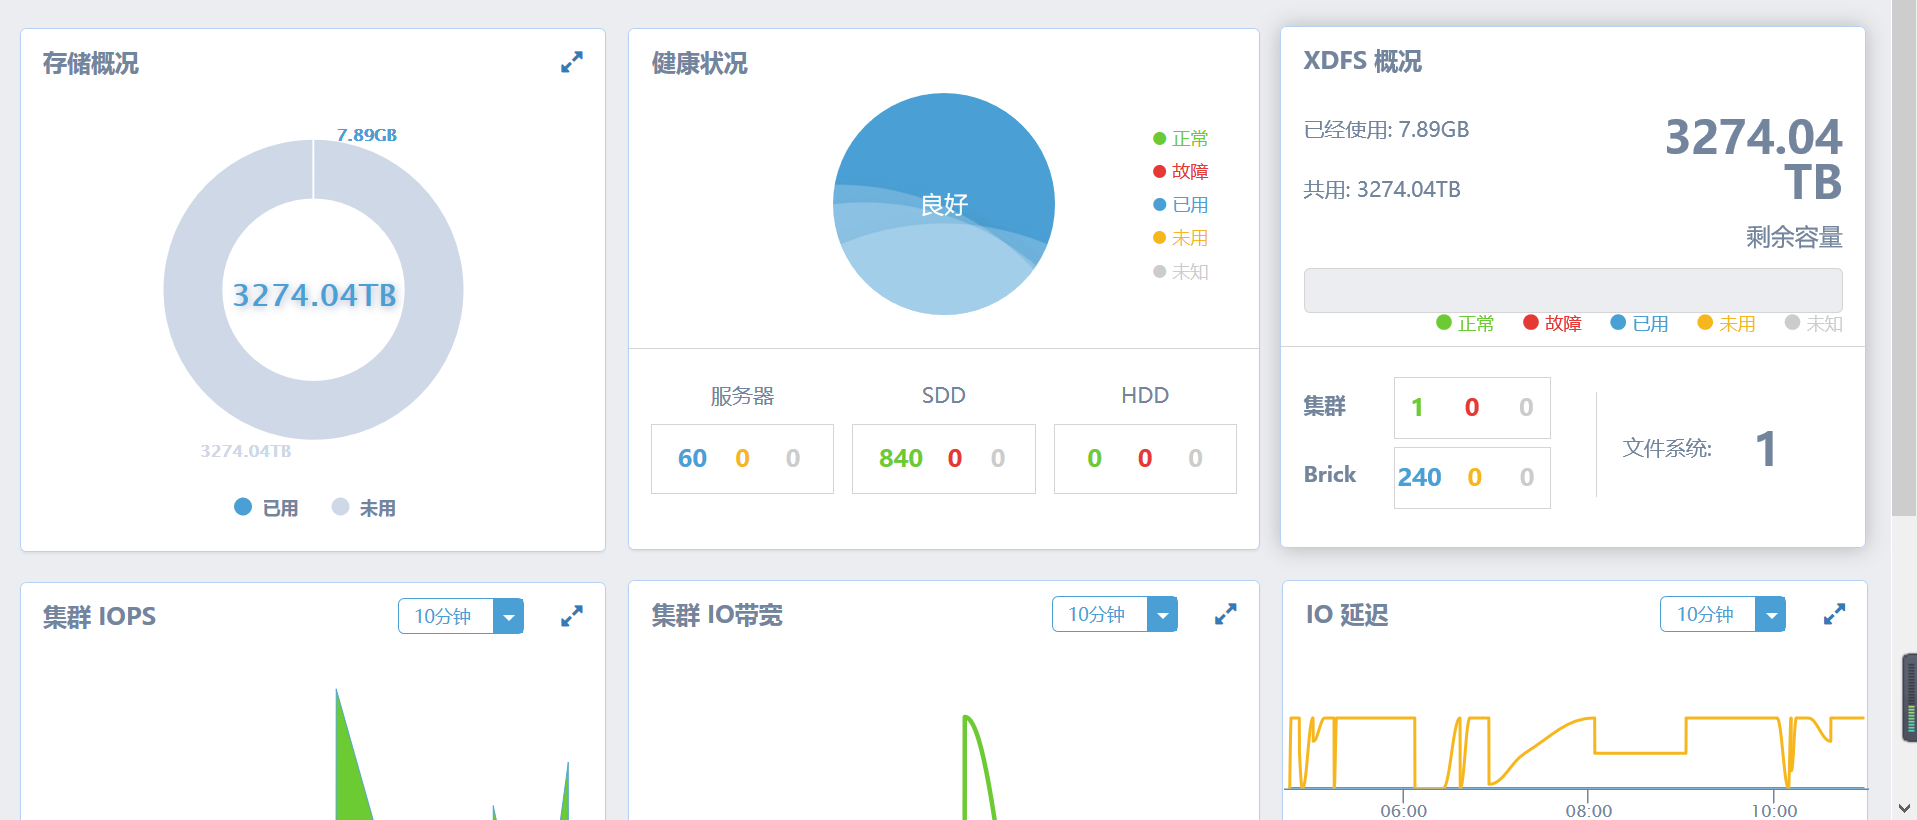 存储概况
7.89GB
3274.04TB
3274.04TB
已用 未用
健康状况
良好
正常
故障
已用
未用
未知
服务器 SDD HDD
60 0 0 840 0 0 0 0 0
XDFS 概况
已经使用: 7.89GB
共用: 3274.04TB
3274.04
TB
剩余容量
正常 故障 已用 未用 未知
集群 1 0 0
Brick 240 0 0
文件系统: 1
集群 IOPS 10分钟
集群 IO带宽 10分钟
IO 延迟 10分钟
06:00 08:00 10:00